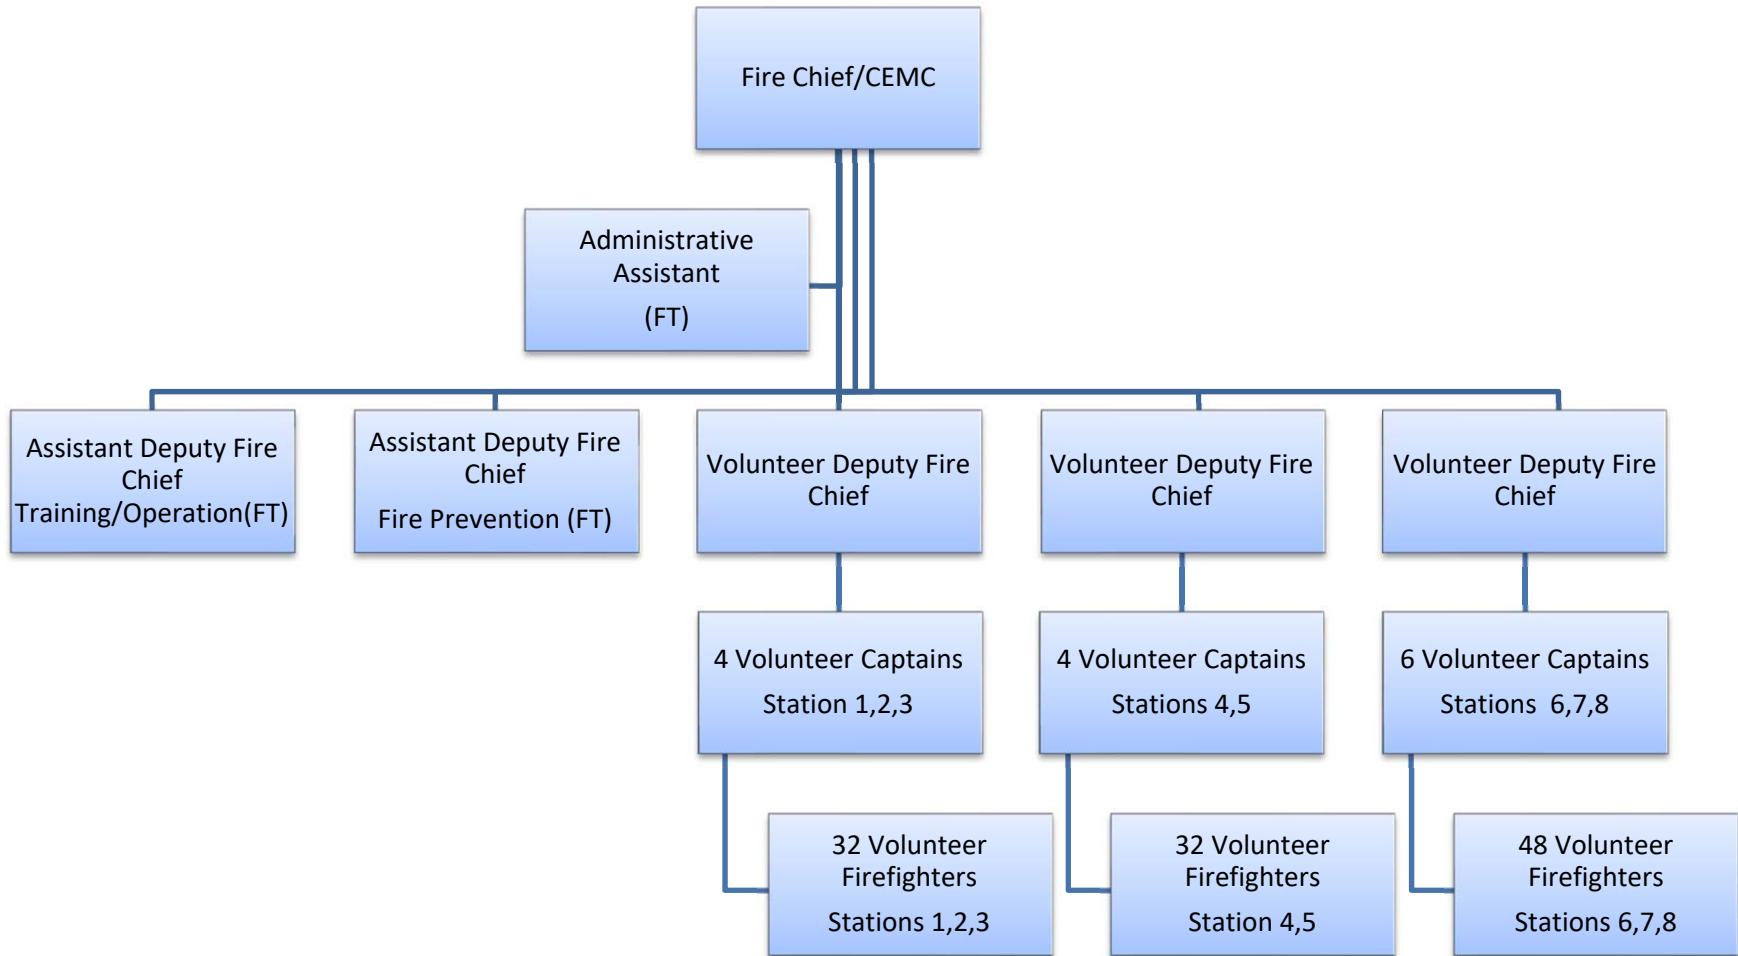 Fire Chief/CEMC
Administrative
Assistant
(FT)
Assistant Deputy Fire
Chief
Training/Operation(FT)
Assistant Deputy Fire
Chief
Fire Prevention (FT)
Volunteer Deputy Fire
Chief
Volunteer Deputy Fire
Chief
Volunteer Deputy Fire
Chief
4 Volunteer Captains
Station 1,2,3
4 Volunteer Captains
Stations 4,5
6 Volunteer Captains
Stations  6,7,8
32 Volunteer
Firefighters
Stations 1,2,3
32 Volunteer
Firefighters
Station 4,5
48 Volunteer
Firefighters
Stations 6,7,8